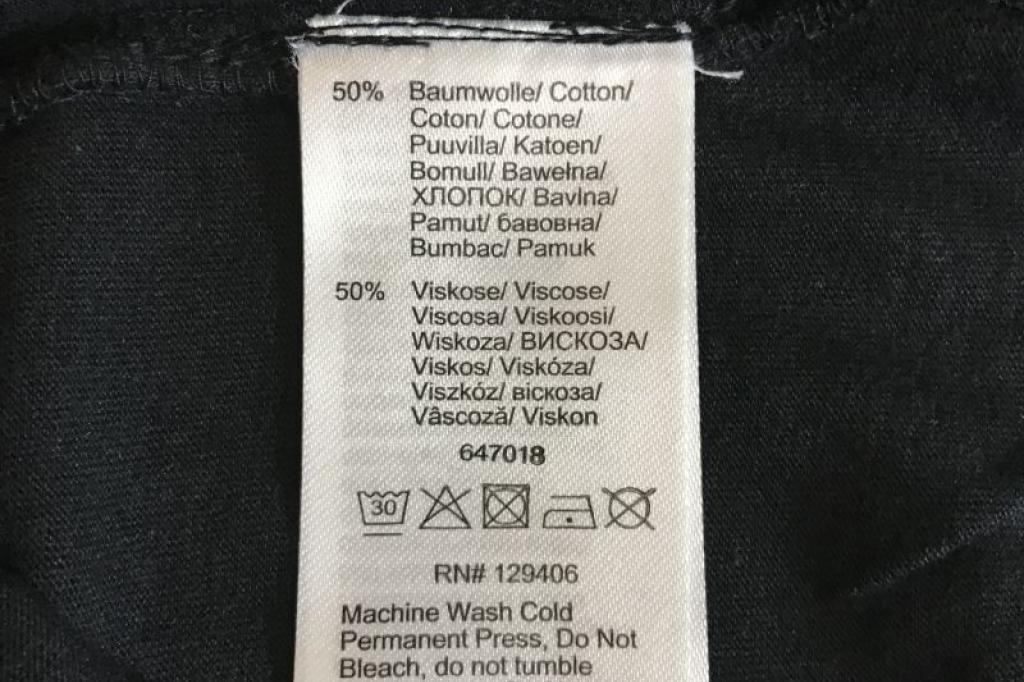 50% Baumwolle/ Cotton/
Coton/ Cotone/
Puuvilla/ Katoen/
Bomull/ Bawełna/
ХЛОПОК/ Bavlna/
Pamut/ бавовна/
Bumbac/ Pamuk
50% Viskose/ Viscose/
Viscosa/ Viskoosi/
Wiskoza/ ВИСКОЗА/
Viskos/ Viskóza/
Viszkóz/ віскоза/
Vâscoză/ Viskon
647018
30
RN# 129406
Machine Wash Cold
Permanent Press, Do Not
Bleach, do not tumble